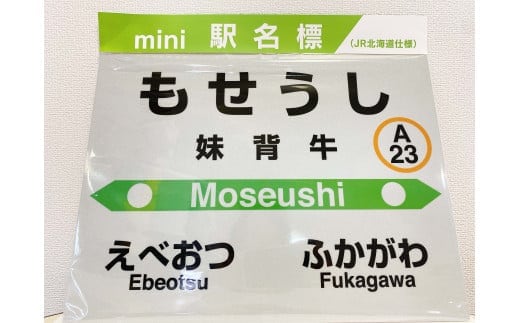 mini 駅名標 (JR北海道仕様)
もせうし
妹背牛
A
23
Moseushi
えべおつ ふかがわ
Ebeotsu Fukagawa